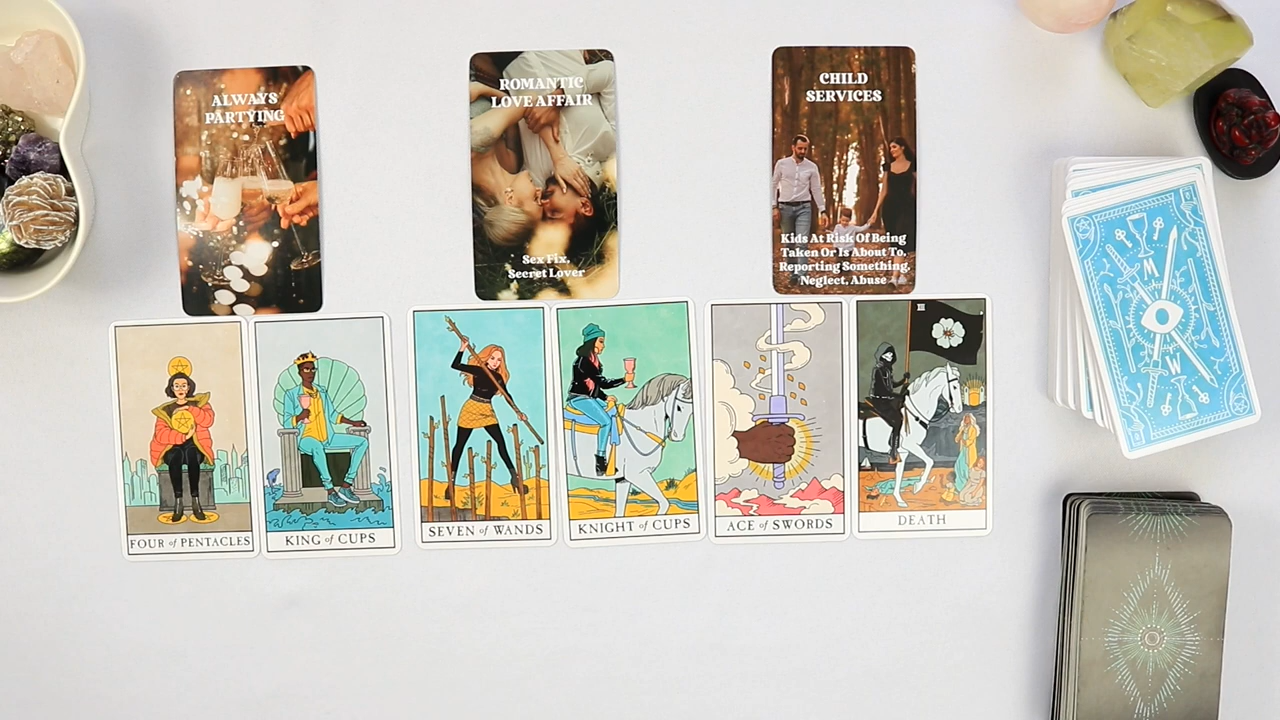 ALWAYS
PARTYING
ROMANTIC
LOVE AFFAIR
Sex Fix,
Secret Lover
CHILD
SERVICES
Kids At Risk Of Being
Taken Or Is About To,
Reporting Something,
Neglect, Abuse
FOUR of PENTACLES
KING of CUPS
SEVEN of WANDS
KNIGHT of CUPS
ACE of SWORDS
XIII
DEATH
M
W